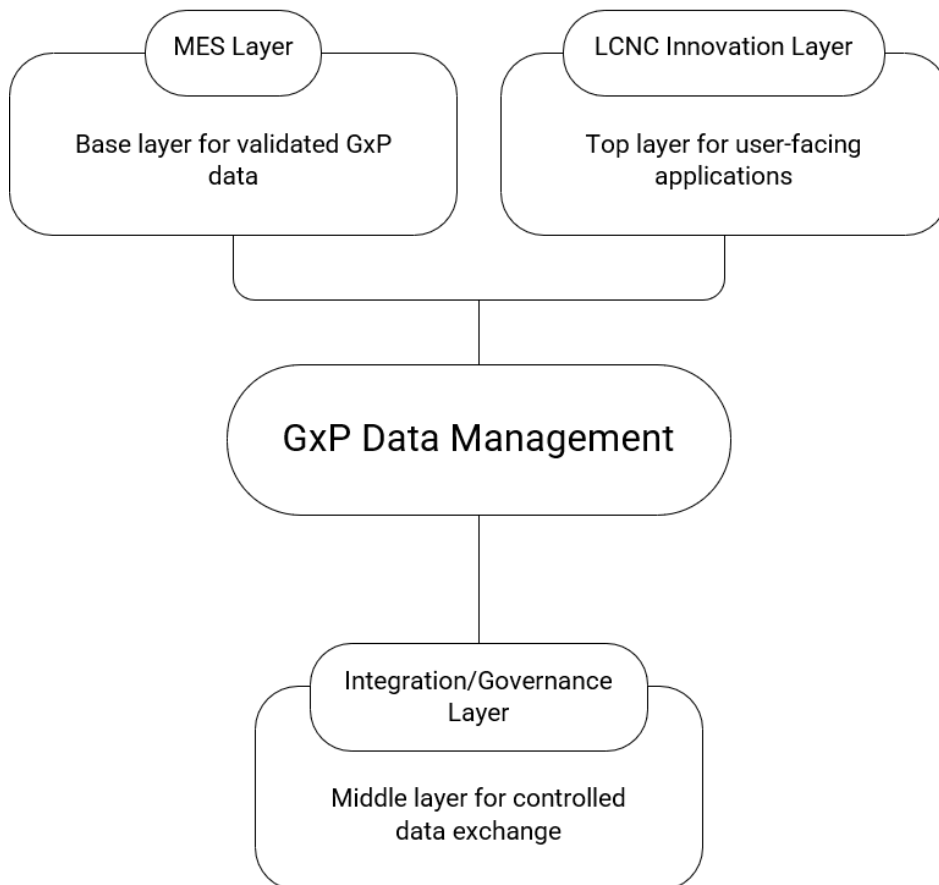 MES Layer
Base layer for validated GxP
data
LCNC Innovation Layer
Top layer for user-facing
applications
GxP Data Management
Integration/Governance
Layer
Middle layer for controlled
data exchange